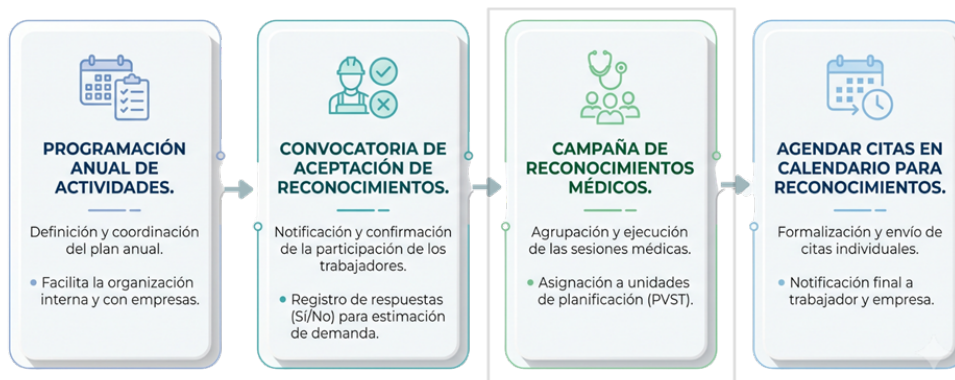 PROGRAMACIÓN
ANUAL DE
ACTIVIDADES.
Definición y coordinación
del plan anual.
• Facilita la organización
interna y con empresas.
CONVOCATORIA DE
ACEPTACIÓN DE
RECONOCIMIENTOS.
Notificación y confirmación
de la participación de los
trabajadores.
• Registro de respuestas
(Sí/No) para estimación
de demanda.
CAMPAÑA DE
RECONOCIMIENTOS
MÉDICOS.
Agrupación y ejecución
de las sesiones médicas.
• Asignación a unidades
de planificación (PVST).
AGENDAR CITAS EN
CALENDARIO PARA
RECONOCIMIENTOS.
Formalización y envío de
citas individuales.
• Notificación final a
trabajador y empresa.